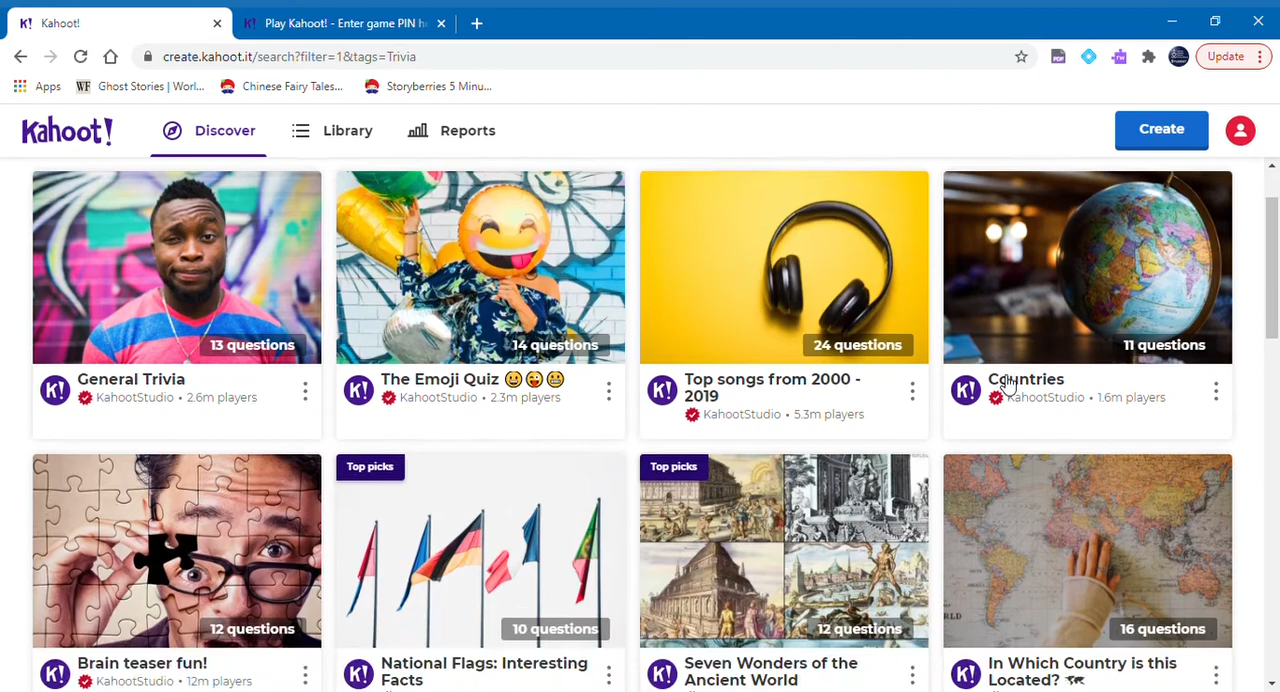 Kahoot!
Play Kahoot! - Enter game PIN h
create.kahoot.it/search?filter=1&tags=Trivia
Update
Apps
Ghost Stories | Worl...
Chinese Fairy Tales...
Storyberries 5 Minu...
Kahoot!
Discover
Library
Reports
Create
13 questions
14 questions
24 questions
11 questions
General Trivia
KahootStudio • 2.6m players
The Emoji Quiz 😀😜😬
KahootStudio • 2.3m players
Top songs from 2000 -
2019
KahootStudio • 5.3m players
Countries
KahootStudio • 1.6m players
Top picks
Top picks
12 questions
10 questions
12 questions
16 questions
Brain teaser fun!
KahootStudio • 12m players
National Flags: Interesting
Facts
Seven Wonders of the
Ancient World
In Which Country is this
Located? 🗺